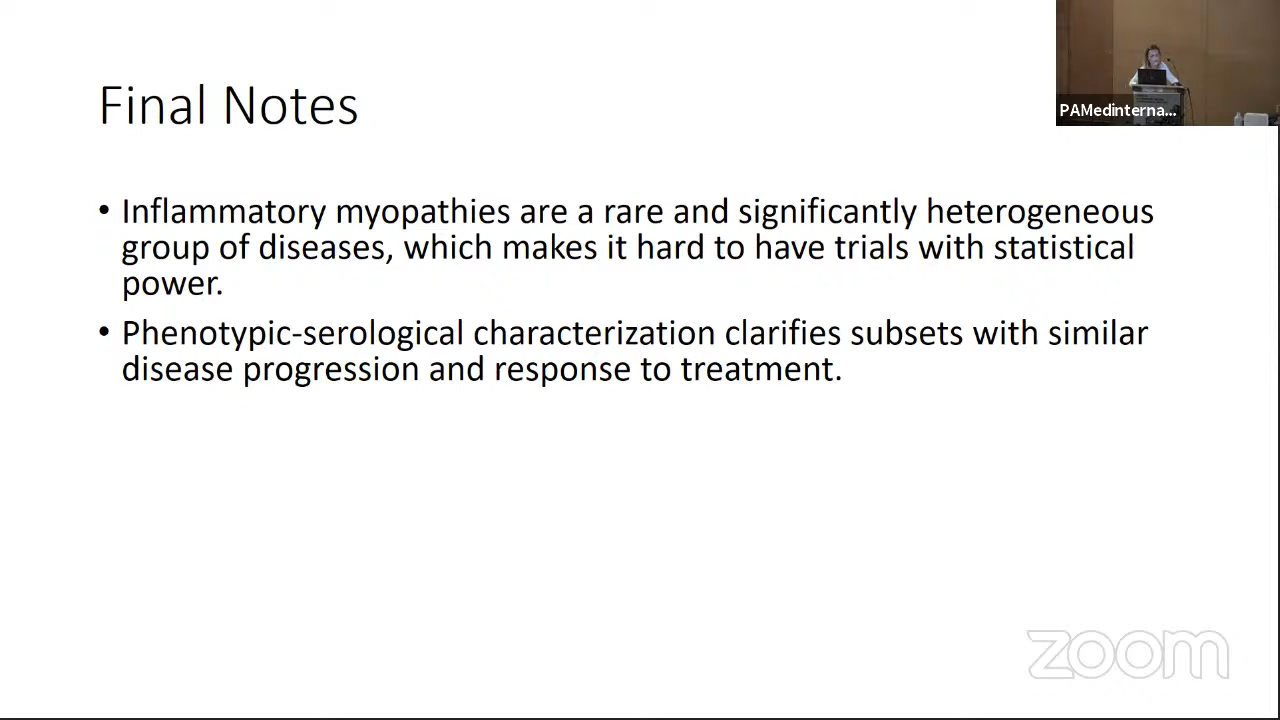 Final Notes
PAMedinterna...
• Inflammatory myopathies are a rare and significantly heterogeneous
group of diseases, which makes it hard to have trials with statistical
power.
• Phenotypic-serological characterization clarifies subsets with similar
disease progression and response to treatment.
zoom